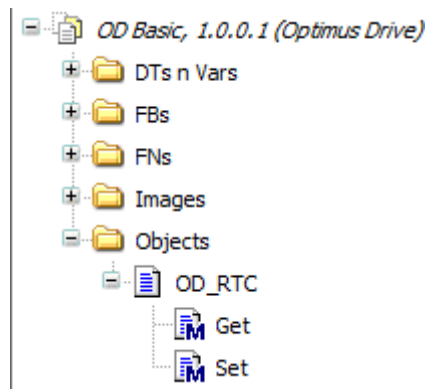 OD Basic, 1.0.0.1 (Optimus Drive)
DTs n Vars
FBs
FNs
Images
Objects
OD_RTC
Get
Set